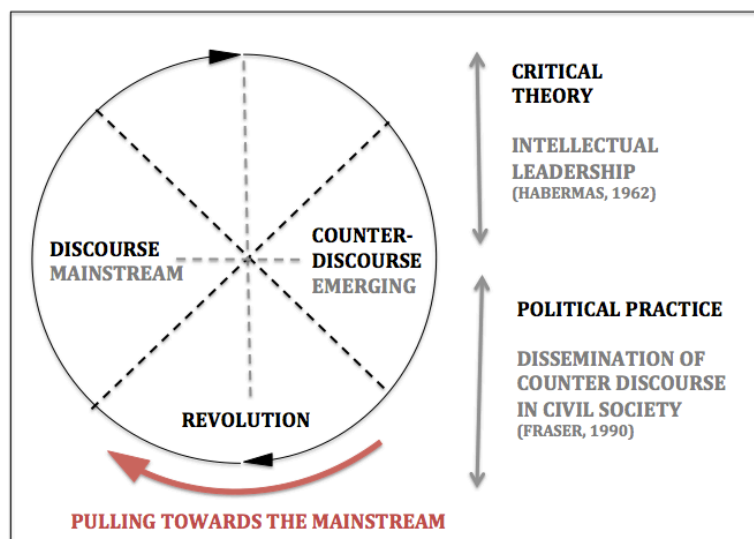 DISCOURSE
MAINSTREAM
COUNTER-
DISCOURSE
EMERGING
REVOLUTION
PULLING TOWARDS THE MAINSTREAM
CRITICAL
THEORY
INTELLECTUAL
LEADERSHIP
(HABERMAS, 1962)
POLITICAL PRACTICE
DISSEMINATION OF
COUNTER DISCOURSE
IN CIVIL SOCIETY
(FRASER, 1990)